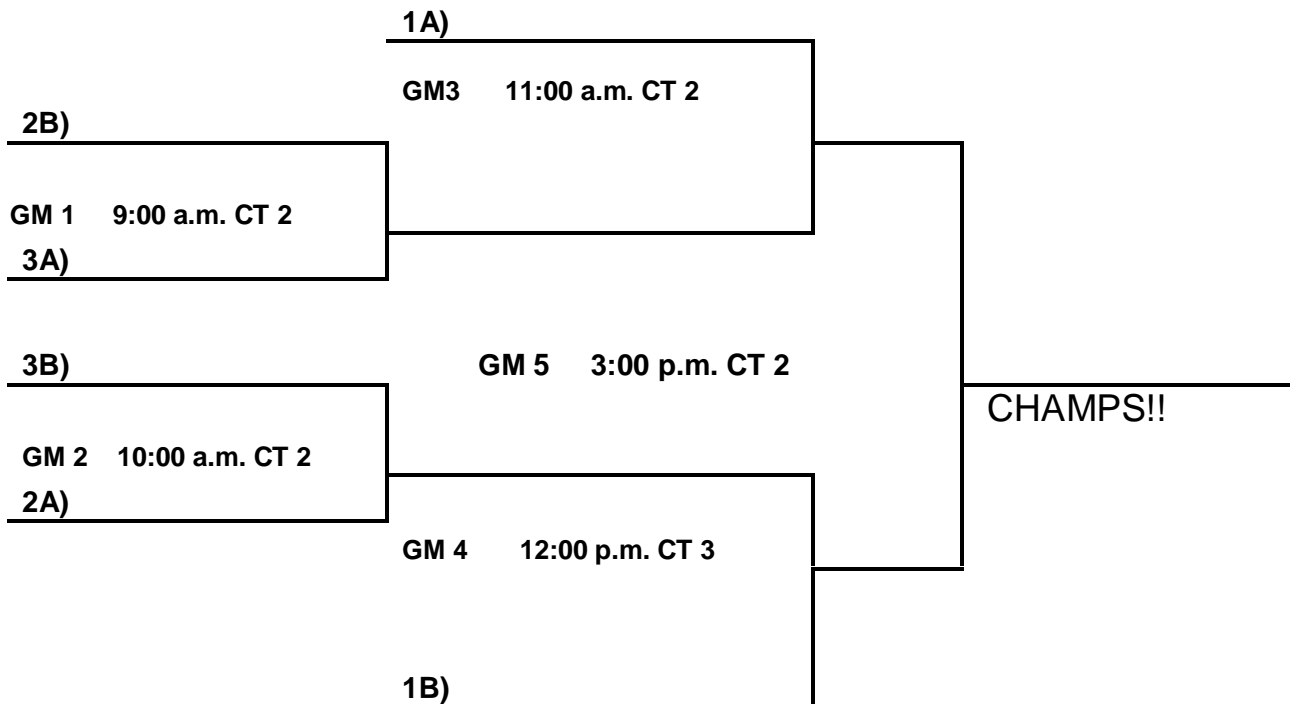 1A)
GM3 11:00 a.m. CT 2
2B)
GM 1 9:00 a.m. CT 2
3A)
3B)
GM 5 3:00 p.m. CT 2
CHAMPS!!
GM 2 10:00 a.m. CT 2
2A)
GM 4 12:00 p.m. CT 3
1B)